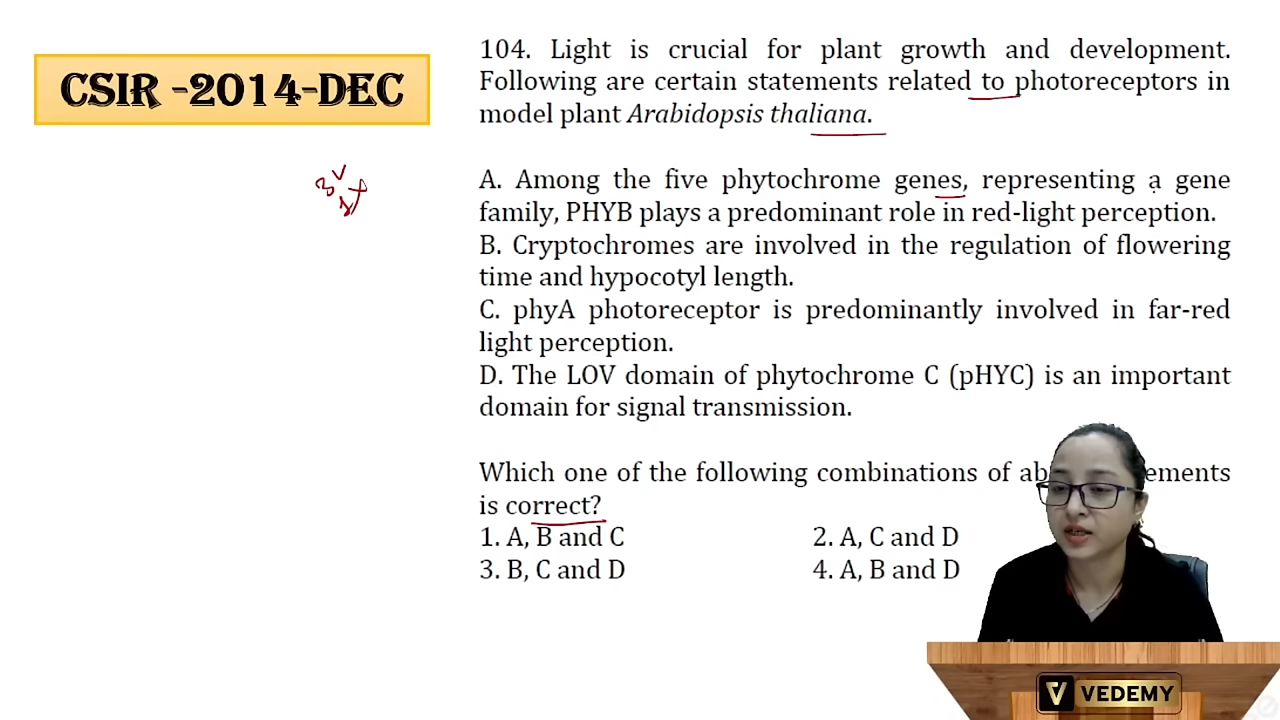 CSIR -2014-DEC
104. Light is crucial for plant growth and development.
Following are certain statements related to photoreceptors in
model plant Arabidopsis thaliana.
3
A. Among the five phytochrome genes, representing a gene
family, PHYB plays a predominant role in red-light perception.
B. Cryptochromes are involved in the regulation of flowering
time and hypocotyl length.
C. phyA photoreceptor is predominantly involved in far-red
light perception.
D. The LOV domain of phytochrome C (pHYC) is an important
domain for signal transmission.
Which one of the following combinations of
is correct?
1. A, B and C
2. A, C and D
3. B, C and D
4. A, B and D
VEDEMY